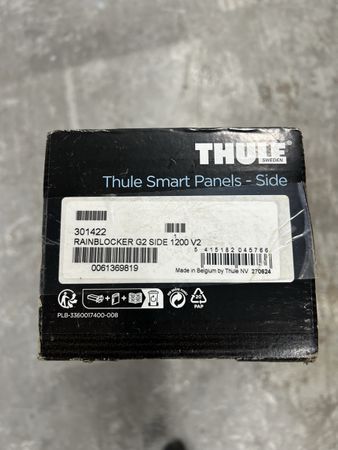 THULE
SWEDEN
Thule Smart Panels - Side
301422
1
RAINBLOCKER G2 SIDE 1200 V2
5 415182 045766
0061369819
Made in Belgium by Thule NV 270624
20
PAP
PLB-3360017400-008